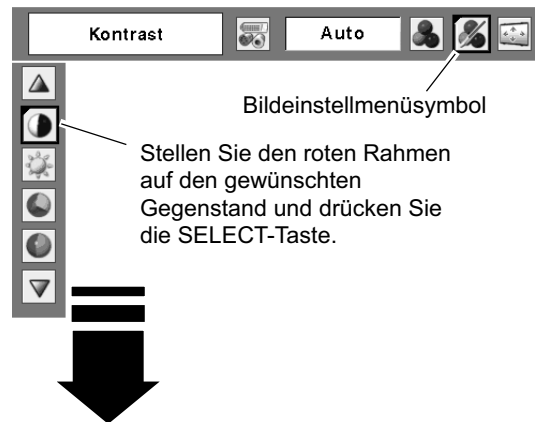 Kontrast
Auto
Bildeinstellmenüsymbol
Stellen Sie den roten Rahmen
auf den gewünschten
Gegenstand und drücken Sie
die SELECT-Taste.